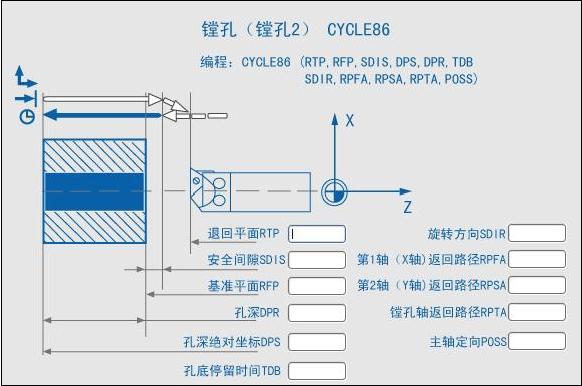 镗孔（镗孔2） CYCLE86
编程: CYCLE86 (RTP,RFP,SDIS,DPS,DPR,TDB
SDIR,RPFA,RPSA,RPTA,POSS)
X
Z
退回平面RTP
旋转方向SDIR
安全间隙SDIS
第1轴（X轴)返回路径RPFA
基准平面RFP
第2轴（Y轴)返回路径RPSA
孔深DPR
镗孔轴返回路径RPTA
孔深绝对坐标DPS
主轴定向POSS
孔底停留时间TDB